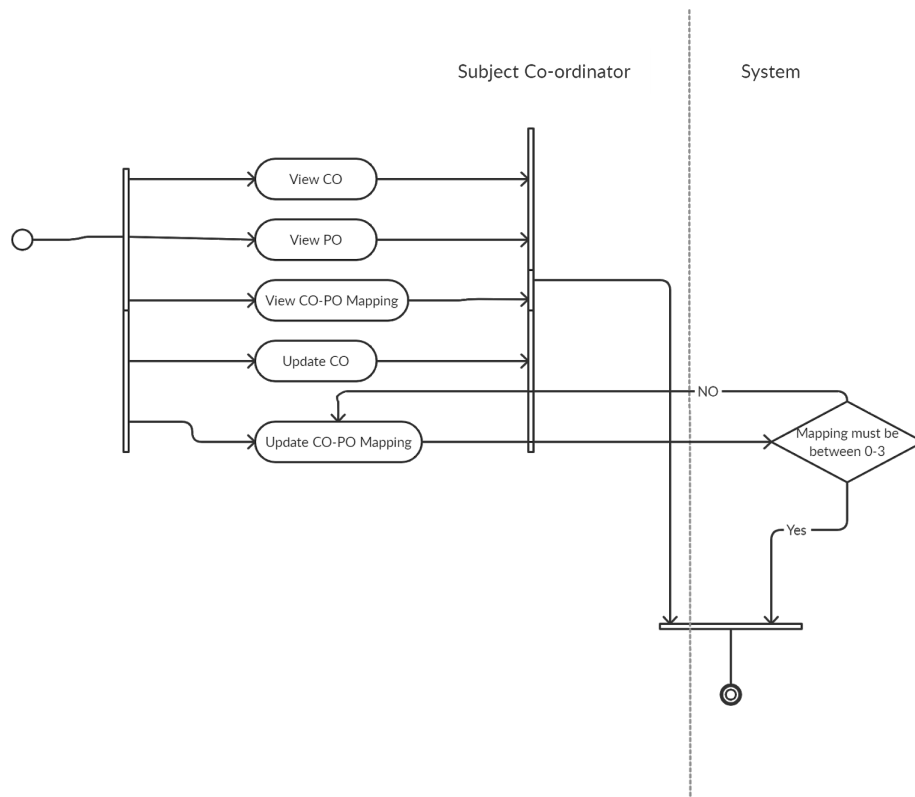 Subject Co-ordinator
System
View CO
View PO
View CO-PO Mapping
Update CO
NO
Mapping must be
between 0-3
Update CO-PO Mapping
Yes